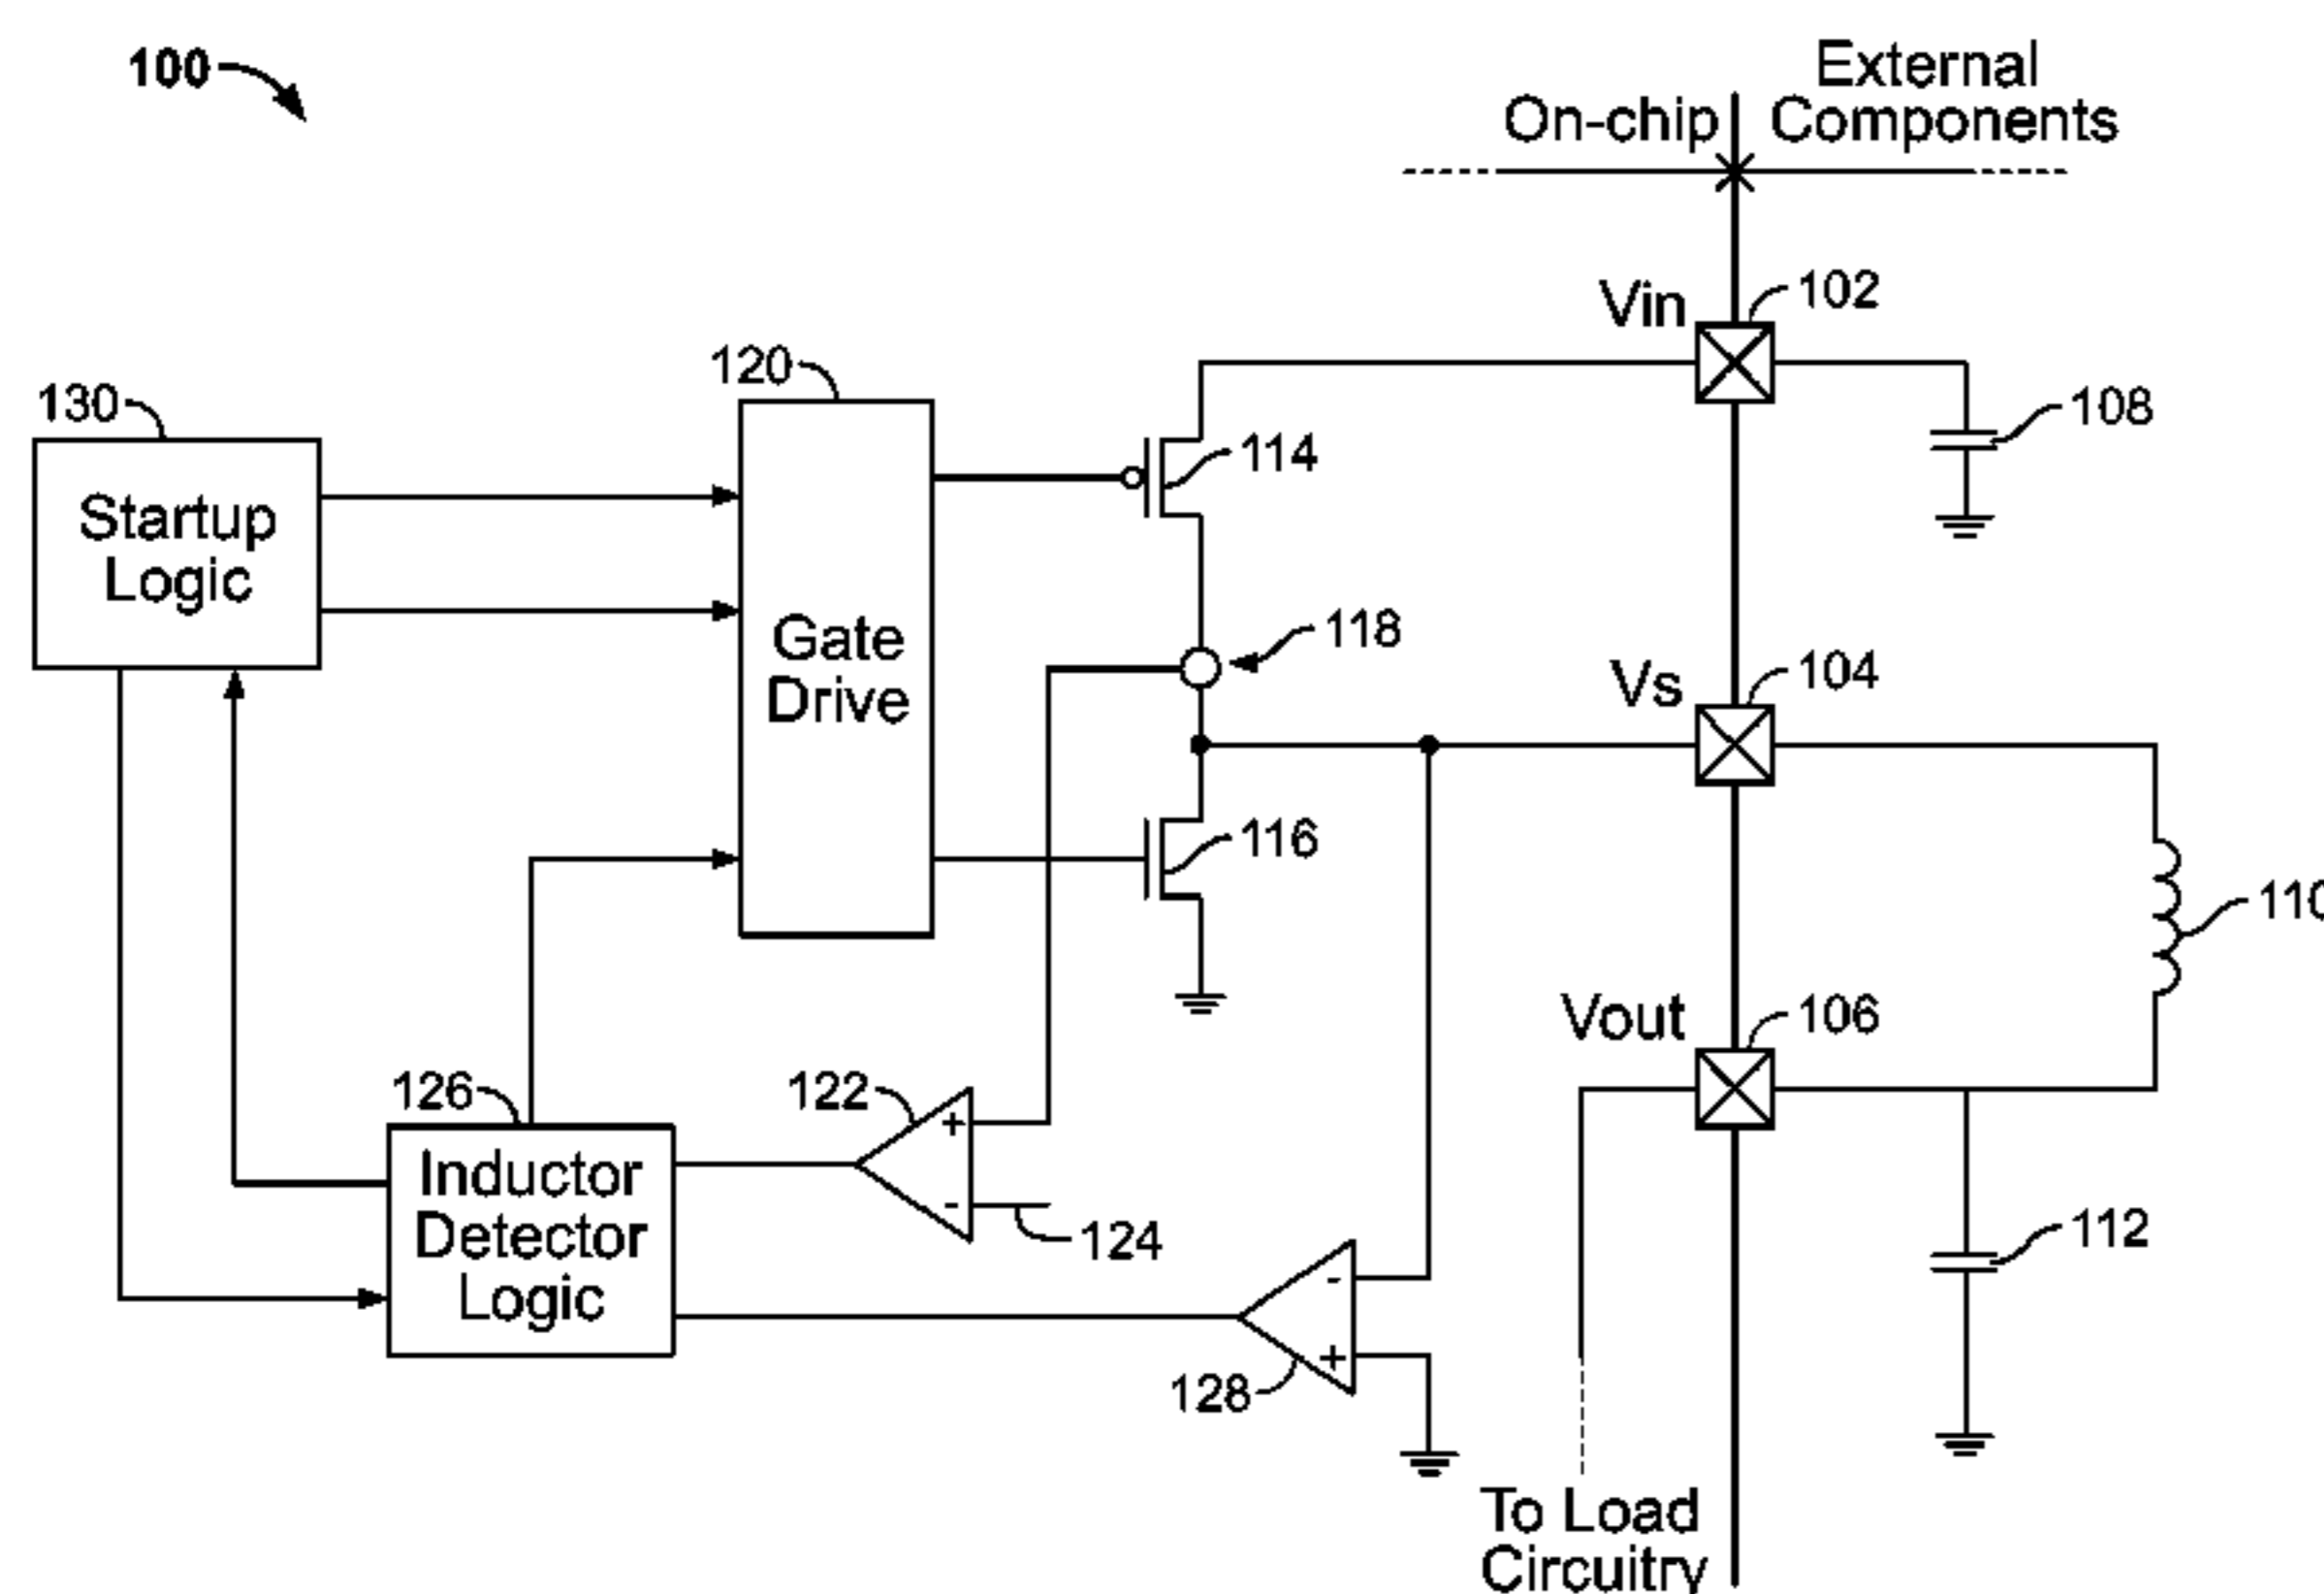 100
External
On-chip
Components
Vin
102
120
130
108
114
Startup
Logic
118
Gate
Drive
Vs
104
116
110
Vout
106
126
122
+
Inductor
Detector
Logic
-
124
112
-
+
128
To Load
Circuitry